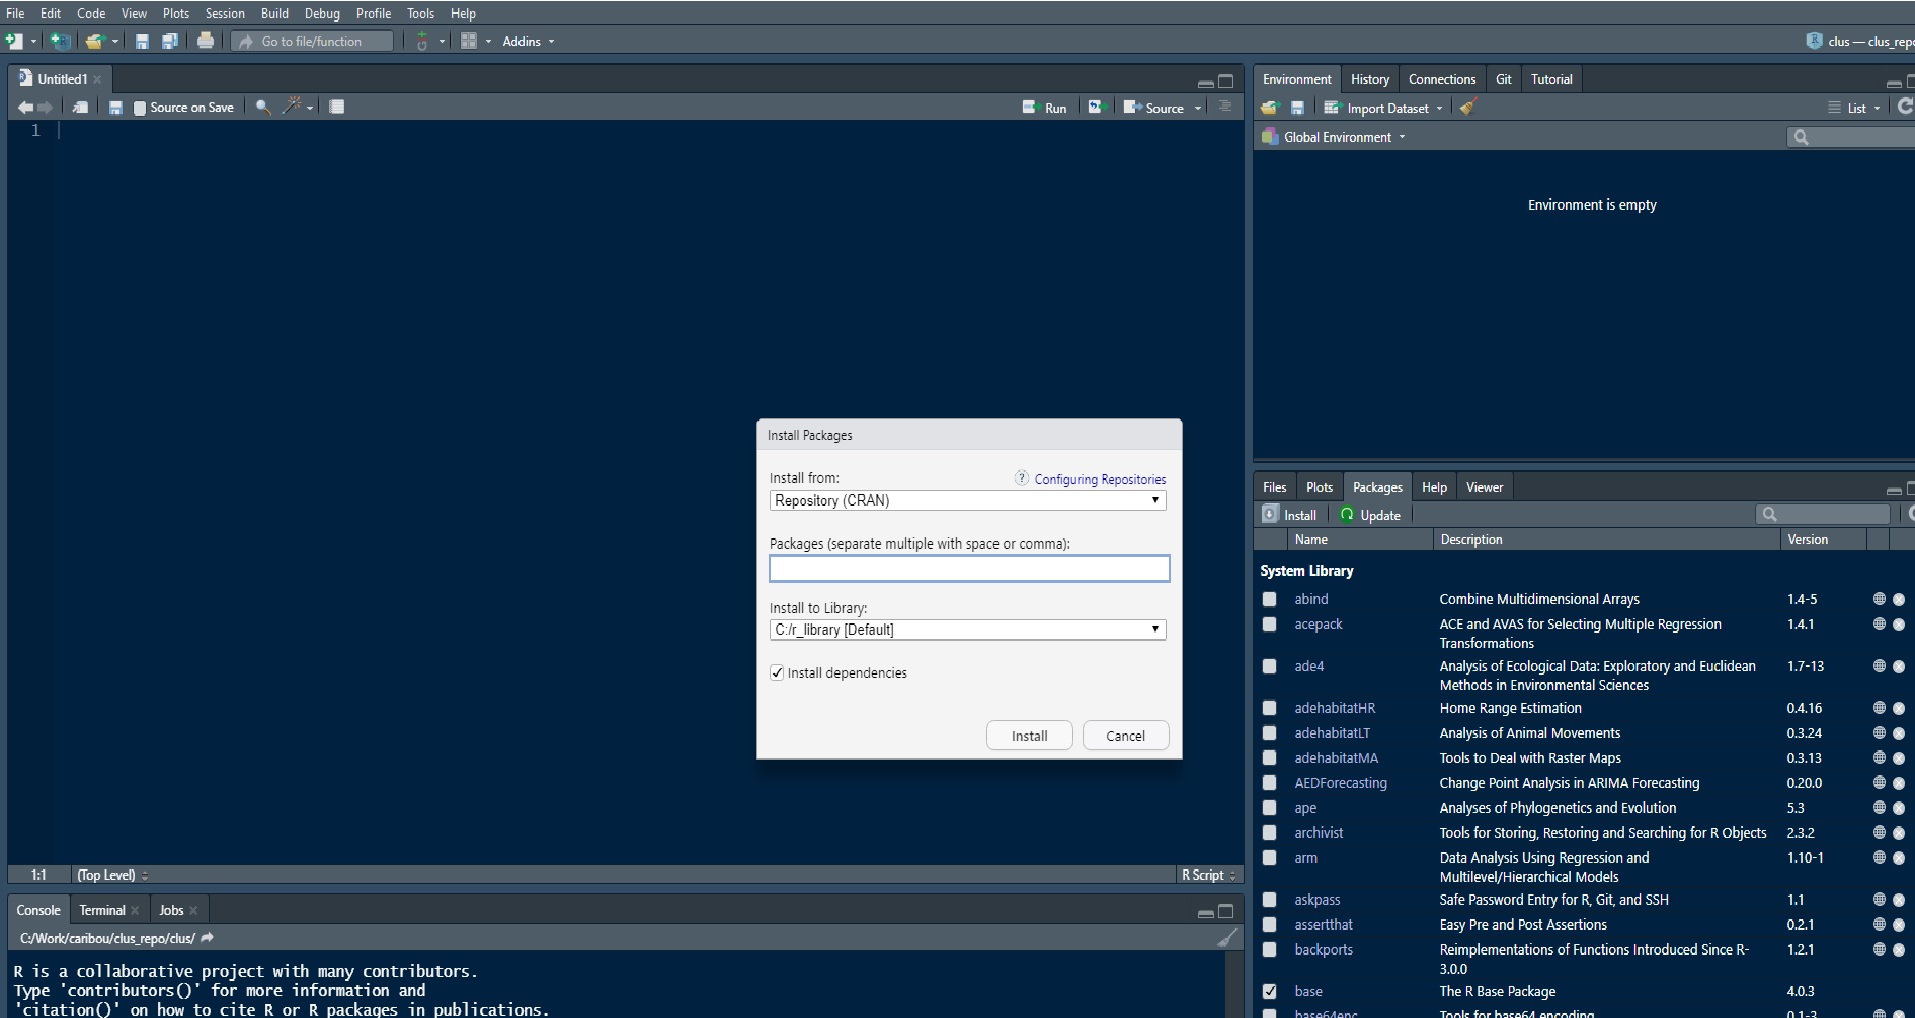 File Edit Code View Plots Session Build Debug Profile Tools Help
Go to file/function Addins clus — clus_repo
Untitled1
Source on Save Run Source
1
1:1 (Top Level) R Script
Console Terminal Jobs
C:/Work/caribou/clus_repo/clus/
R is a collaborative project with many contributors.
Type 'contributors()' for more information and
'citation()' on how to cite R or R packages in publications.
Install Packages
Install from: ? Configuring Repositories
Repository (CRAN)
Packages (separate multiple with space or comma):
Install to Library:
C:/r_library [Default]
Install dependencies
Install Cancel
Environment History Connections Git Tutorial
Import Dataset List
Global Environment
Environment is empty
Files Plots Packages Help Viewer
Install Update
Name Description Version
System Library
abind Combine Multidimensional Arrays 1.4-5
acepack ACE and AVAS for Selecting Multiple Regression 1.4.1
Transformations
ade4 Analysis of Ecological Data: Exploratory and Euclidean 1.7-13
Methods in Environmental Sciences
adehabitatHR Home Range Estimation 0.4.16
adehabitatLT Analysis of Animal Movements 0.3.24
adehabitatMA Tools to Deal with Raster Maps 0.3.13
AEDForecasting Change Point Analysis in ARIMA Forecasting 0.20.0
ape Analyses of Phylogenetics and Evolution 5.3
archivist Tools for Storing, Restoring and Searching for R Objects 2.3.2
arm Data Analysis Using Regression and 1.10-1
Multilevel/Hierarchical Models
askpass Safe Password Entry for R, Git, and SSH 1.1
assertthat Easy Pre and Post Assertions 0.2.1
backports Reimplementations of Functions Introduced Since R- 1.2.1
3.0.0
base The R Base Package 4.0.3
base64enc Tools for base64 encoding 0.1-3